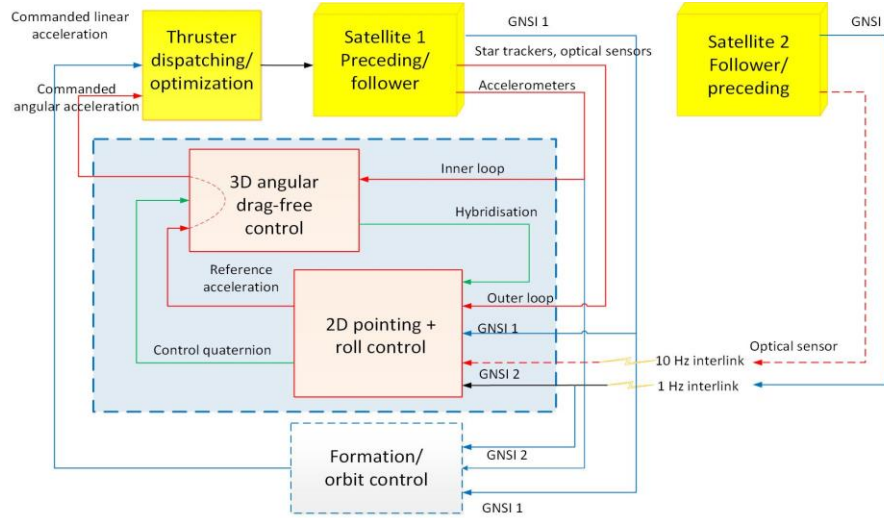 Commanded linear
acceleration
Thruster
dispatching/
optimization
Satellite 1
Preceding/
follower
GNSI 1
Star trackers, optical sensors
Accelerometers
Satellite 2
Follower/
preceding
GNSI
Commanded
angular acceleration
3D angular
drag-free
control
Inner loop
Hybridisation
Reference
acceleration
2D pointing +
roll control
Outer loop
GNSI 1
Control quaternion
Optical sensor
10 Hz interlink
GNSI 2
1 Hz interlink
Formation/
orbit control
GNSI 2
GNSI 1